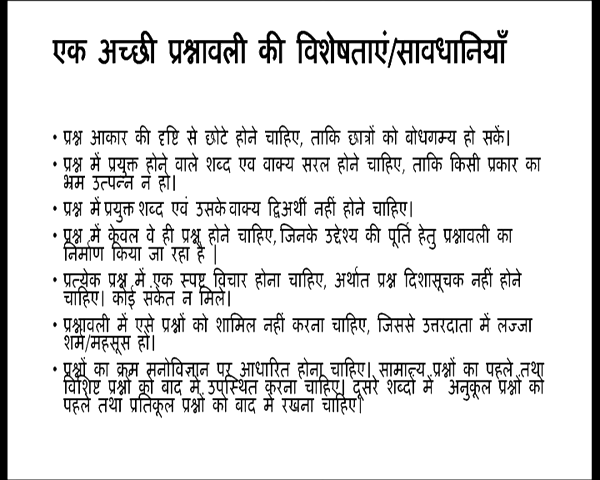 एक अच्छी प्रश्नावली की विशेषताएं/सावधानियाँ
• प्रश्न आकार की दृष्टि से छोटे होने चाहिए, ताकि छात्रों को बोधगम्य हो सकें।
• प्रश्न में प्रयुक्त होने वाले शब्द एव वाक्य सरल होने चाहिए, ताकि किसी प्रकार का
भ्रम उत्पन्न न हो।
• प्रश्न में प्रयुक्त शब्द एवं उसके वाक्य द्विअर्थी नहीं होने चाहिए।
• प्रश्न में केवल वे ही प्रश्न होने चाहिए, जिनके उद्देश्य की पूर्ति हेतु प्रश्नावली का
निर्माण किया जा रहा है |
• प्रत्येक प्रश्न में एक स्पष्ट विचार होना चाहिए, अर्थात प्रश्न दिशासूचक नहीं होने
चाहिए। कोई संकेत न मिले।
• प्रश्नावली में एसे प्रश्नों को शामिल नहीं करना चाहिए, जिससे उत्तरदाता में लज्जा
शर्म/महसूस हो।
• प्रश्नों का क्रम मनोविज्ञान पर आधारित होना चाहिए। सामान्य प्रश्नों का पहले तथा
विशिष्ट प्रश्नों को बाद में उपस्थित करना चाहिए। दूसरे शब्दों में अनुकूल प्रश्नों को
पहले तथा प्रतिकूल प्रश्नों को वाद में रखना चाहिए।